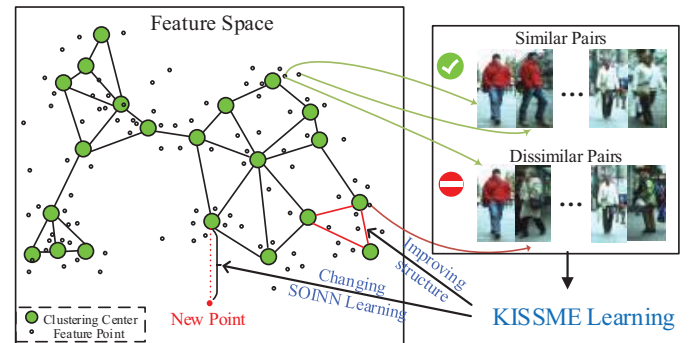 Feature Space
Similar Pairs
...
Dissimilar Pairs
...
Improving
structure
Changing
SOINN Learning
New Point
KISSME Learning
Clustering Center
Feature Point